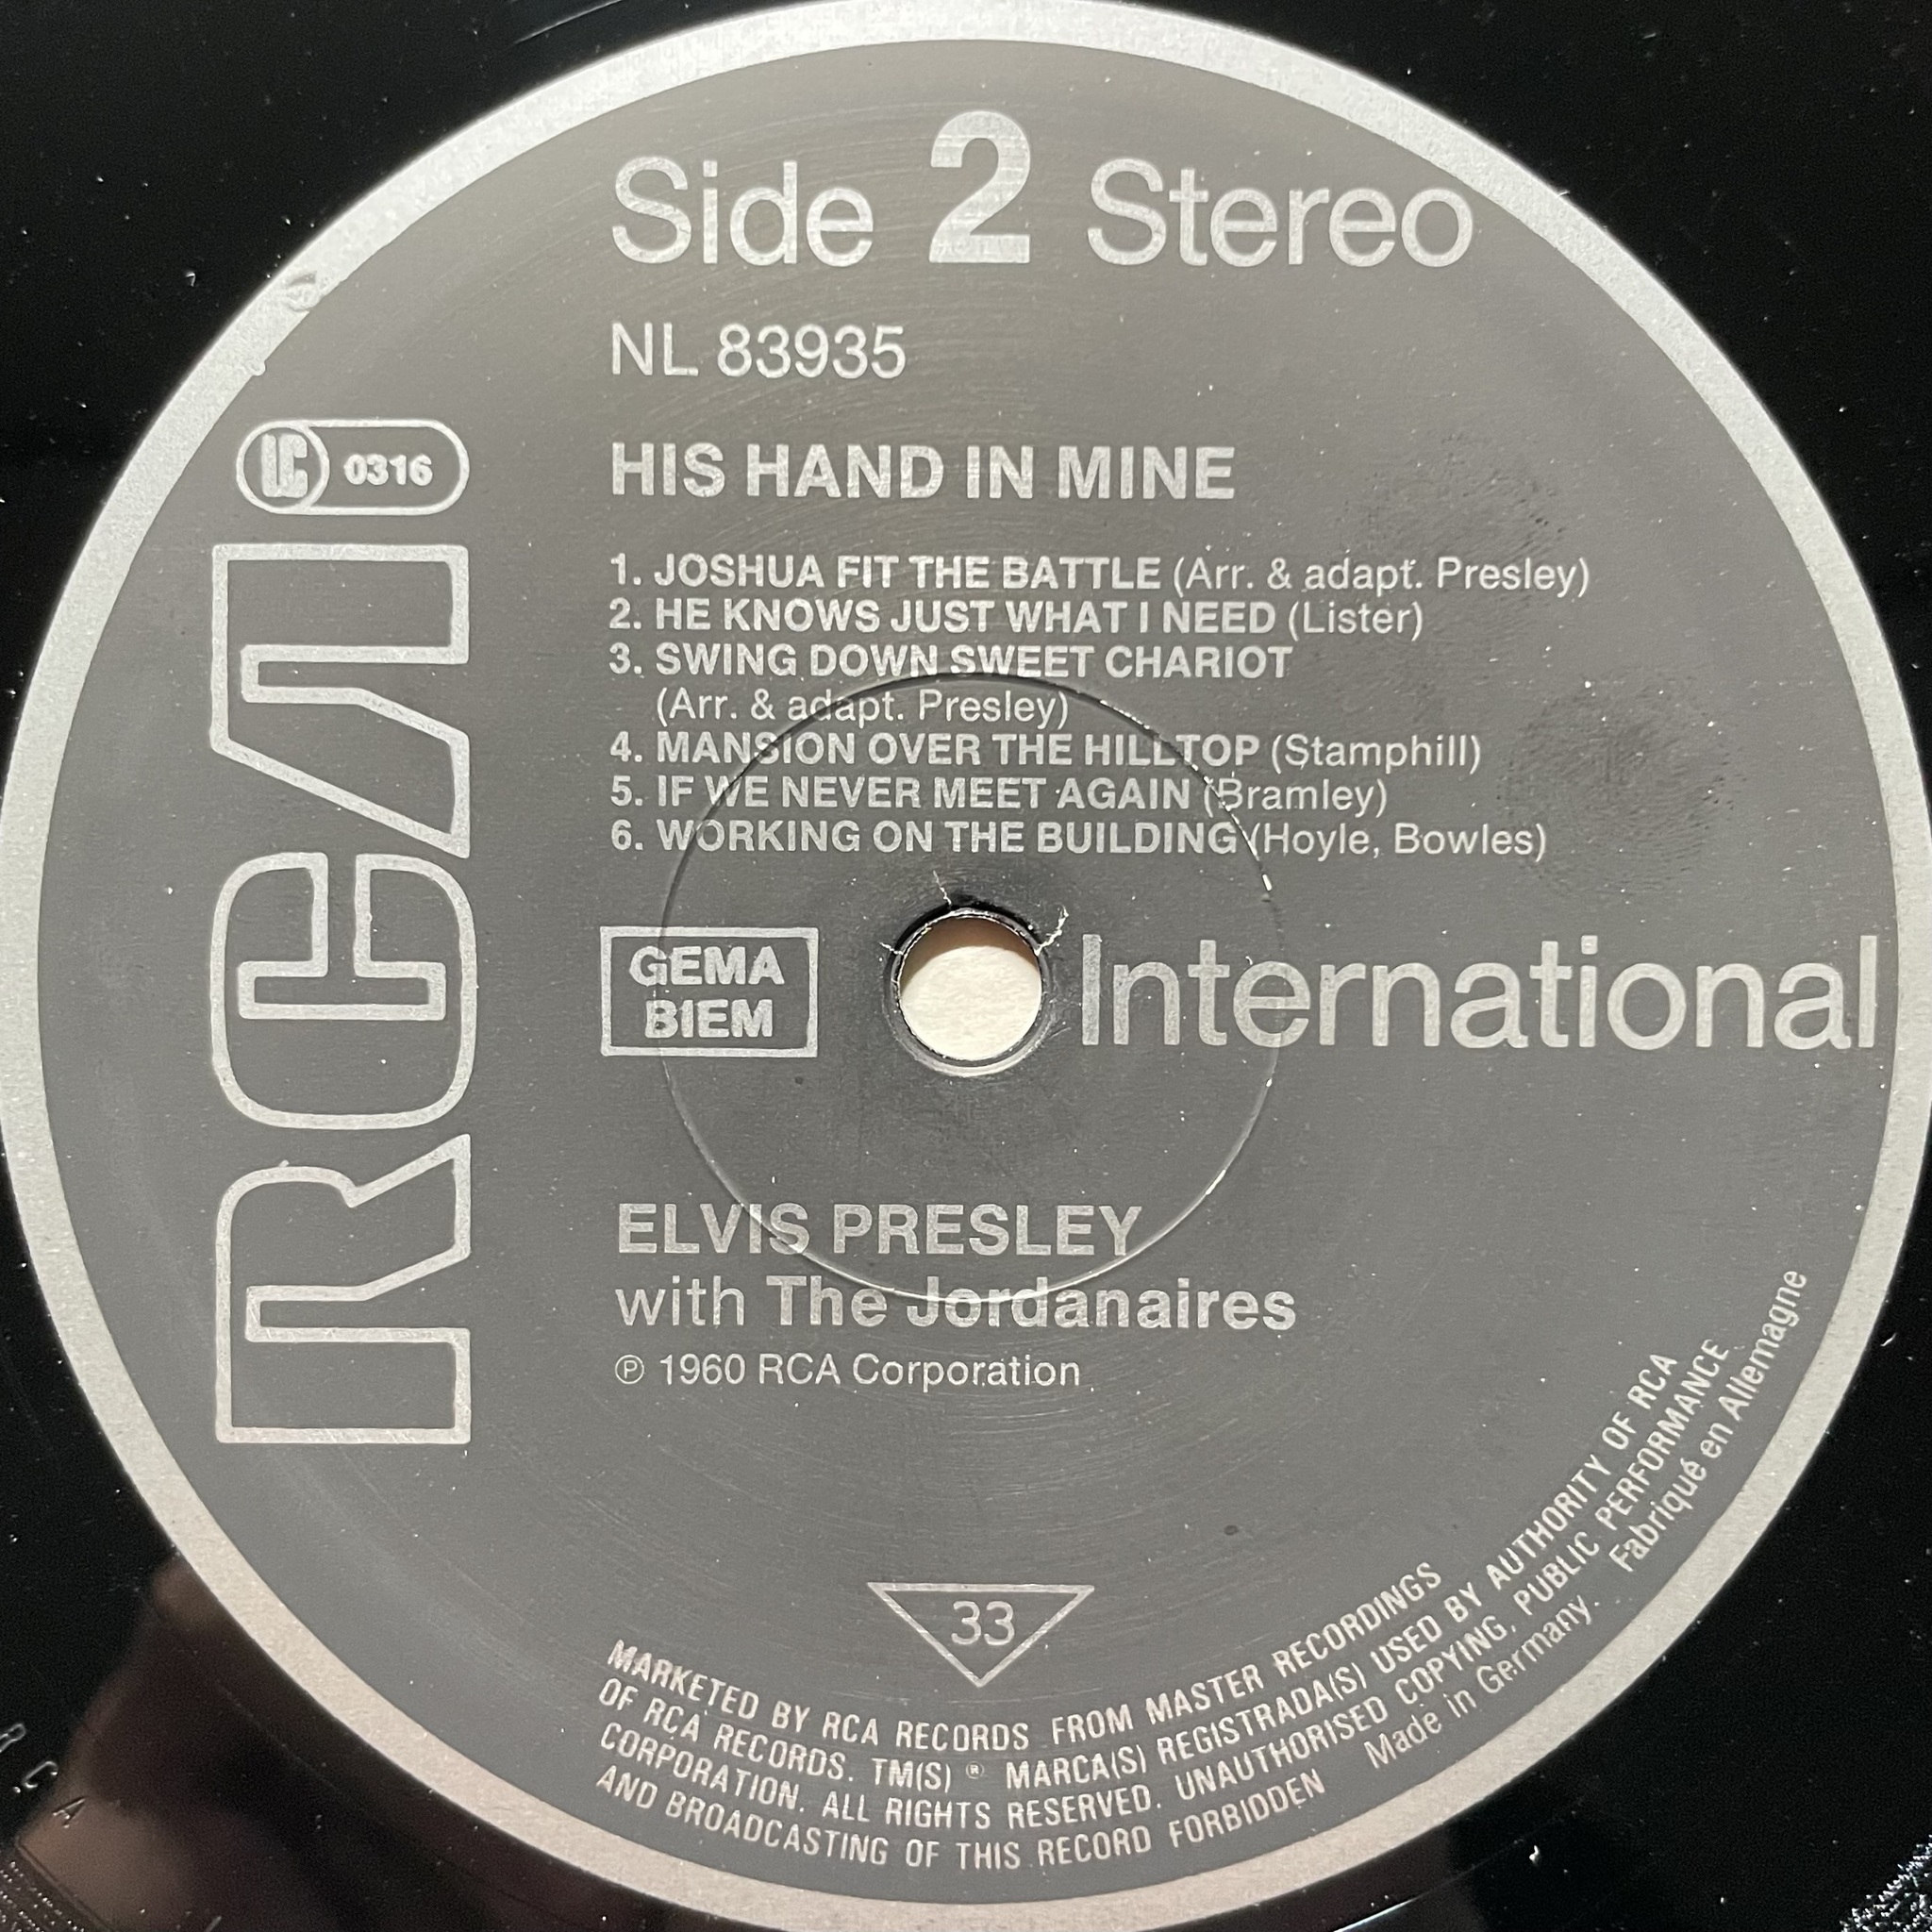 Side 2 Stereo
NL 83935
LC 0316
HIS HAND IN MINE
1. JOSHUA FIT THE BATTLE (Arr. & adapt. Presley)
2. HE KNOWS JUST WHAT I NEED (Lister)
3. SWING DOWN SWEET CHARIOT
(Arr. & adapt. Presley)
4. MANSION OVER THE HILLTOP (Stamphill)
5. IF WE NEVER MEET AGAIN (Bramley)
6. WORKING ON THE BUILDING (Hoyle, Bowles)
RCA
GEMA
BIEM
International
ELVIS PRESLEY
with The Jordanaires
℗ 1960 RCA Corporation
33
MARKETED BY RCA RECORDS FROM MASTER RECORDINGS
OF RCA RECORDS. TM(S) ® MARCA(S) REGISTRADA(S) USED BY AUTHORITY OF RCA
CORPORATION. ALL RIGHTS RESERVED. UNAUTHORISED COPYING, PUBLIC PERFORMANCE
AND BROADCASTING OF THIS RECORD FORBIDDEN Made in Germany. Fabriqué en Allemagne
RCA